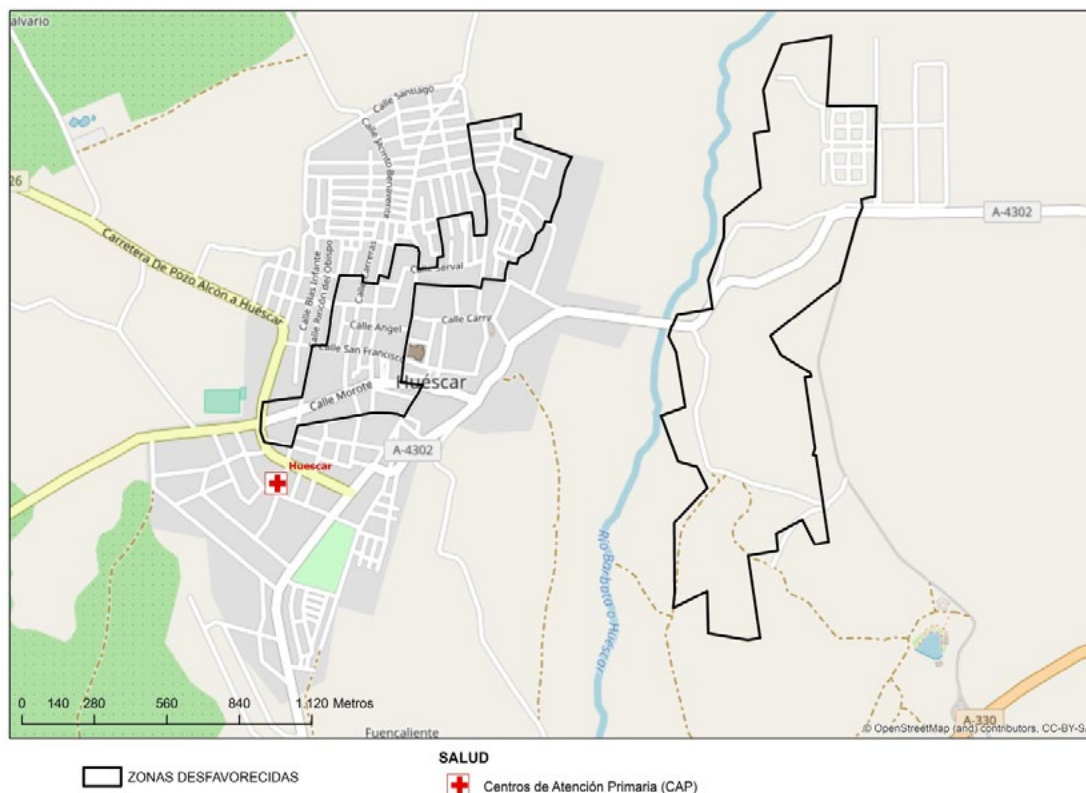 alvario
Calle Santiago
Calle Jacinto Benavente
26
A-4302
Carretera De Pozo Alcón a Huéscar
Calle Blas Infante
Calle Rincón del Obispo
Calle Carreras
Calle Serval
Calle Angel
Calle Carry
Calle San Francisco
Huéscar
Calle Morote
A-4302
Huescar
Río Barbata o Huéscar
0 140 280 560 840 1.120 Metros
A-330
Fuencaliente
© OpenStreetMap (and) contributors, CC-BY-SA
SALUD
ZONAS DESFAVORECIDAS
Centros de Atención Primaria (CAP)